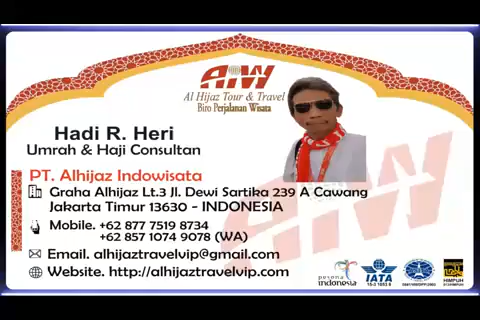 AIW
Al Hijaz Tour & Travel
Biro Perjalanan Wisata
Hadi R. Heri
Umrah & Haji Consultan
PT. Alhijaz Indowisata
Graha Alhijaz Lt.3 Jl. Dewi Sartika 239 A Cawang
Jakarta Timur 13630 - INDONESIA
Mobile. +62 877 7519 8734
+62 857 1074 9078 (WA)
Email. alhijaztravelvip@gmail.com
Website. http://alhijaztravelvip.com
pesona indonesia
IATA
HIMPUH